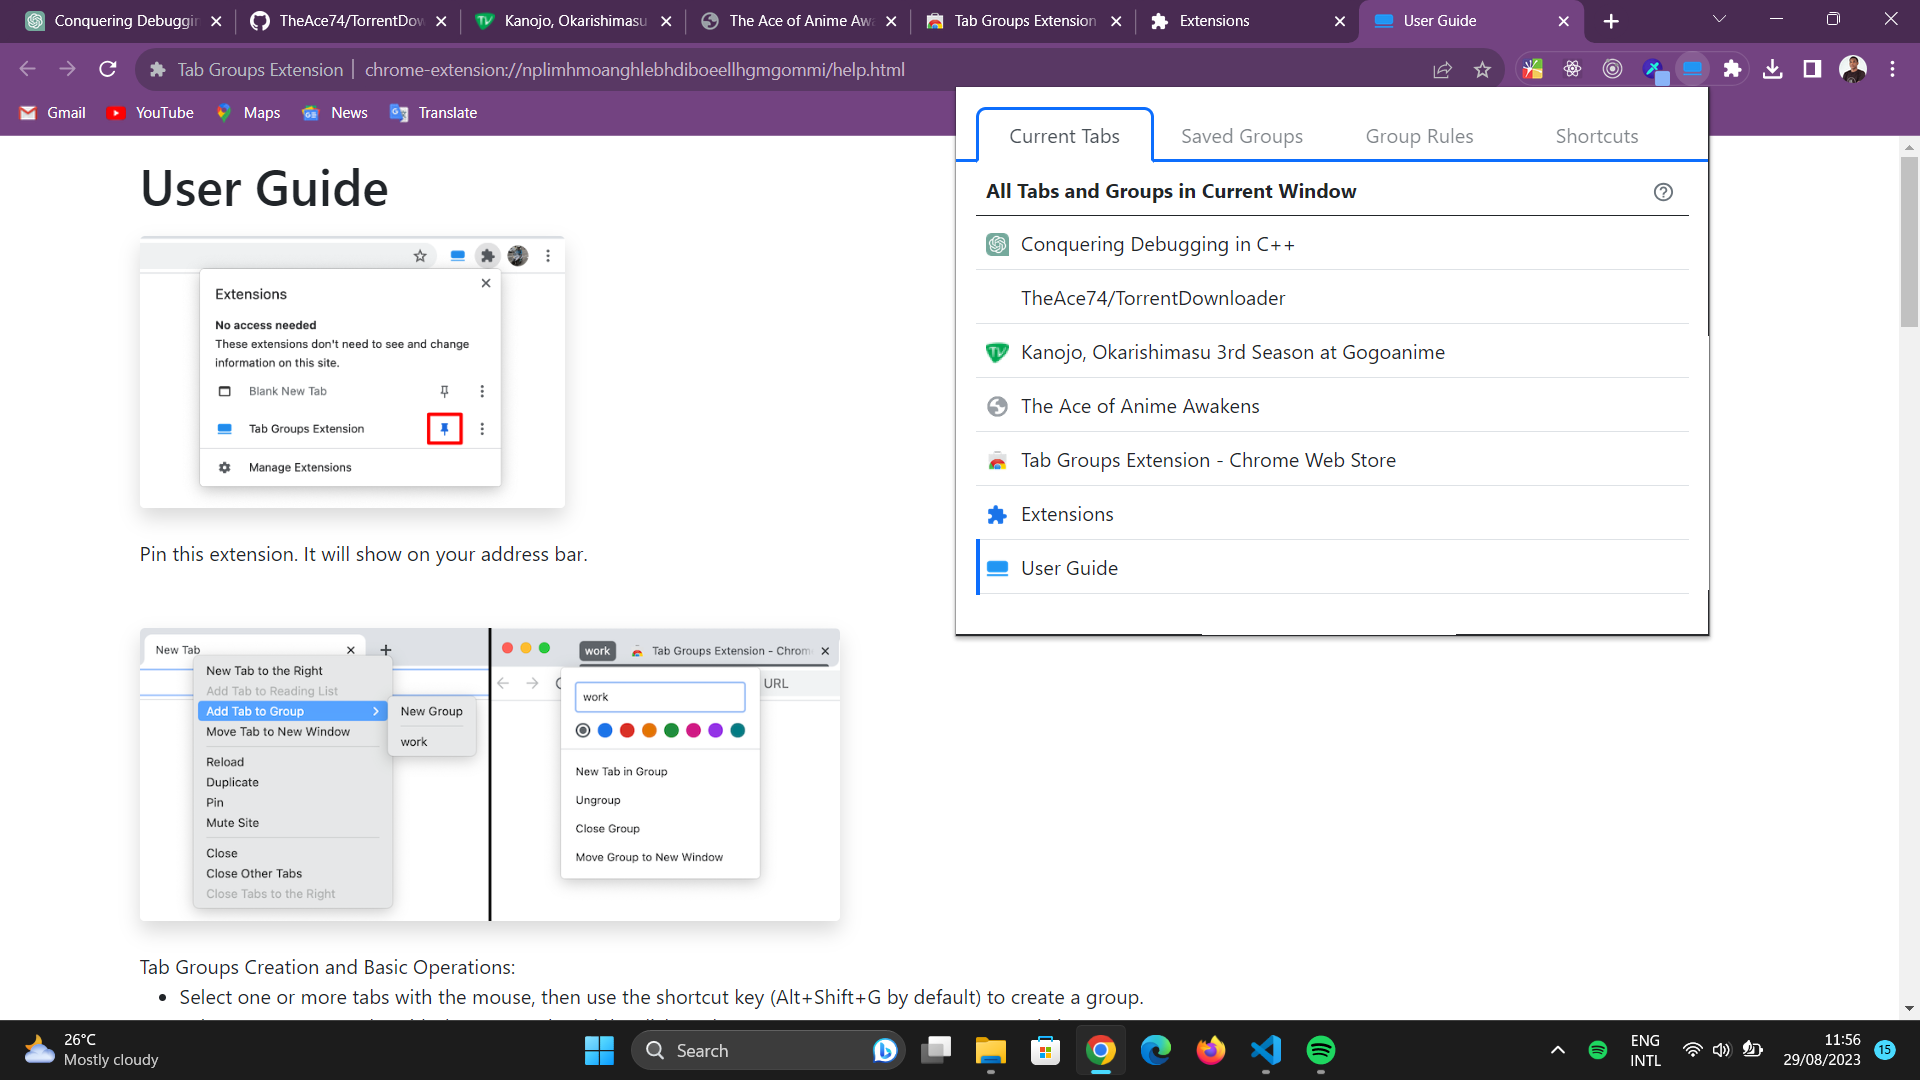 Conquering Debuggin
TheAce74/TorrentDow
Kanojo, Okarishimasu
The Ace of Anime Awa
Tab Groups Extension
Extensions
User Guide
Tab Groups Extension | chrome-extension://nplimhmoanghlebhdiboeellhgmgommi/help.html
Gmail
YouTube
Maps
News
Translate
Current Tabs
Saved Groups
Group Rules
Shortcuts
All Tabs and Groups in Current Window
Conquering Debugging in C++
TheAce74/TorrentDownloader
Kanojo, Okarishimasu 3rd Season at Gogoanime
The Ace of Anime Awakens
Tab Groups Extension - Chrome Web Store
Extensions
User Guide
User Guide
Extensions
No access needed
These extensions don't need to see and change
information on this site.
Blank New Tab
Tab Groups Extension
Manage Extensions
Pin this extension. It will show on your address bar.
New Tab
New Tab to the Right
Add Tab to Reading List
Add Tab to Group
Move Tab to New Window
Reload
Duplicate
Pin
Mute Site
Close
Close Other Tabs
Close Tabs to the Right
New Group
work
work
Tab Groups Extension - Chrom
URL
work
New Tab in Group
Ungroup
Close Group
Move Group to New Window
Tab Groups Creation and Basic Operations:
• Select one or more tabs with the mouse, then use the shortcut key (Alt+Shift+G by default) to create a group.
26°C
Mostly cloudy
Search
ENG
INTL
11:56
29/08/2023
15